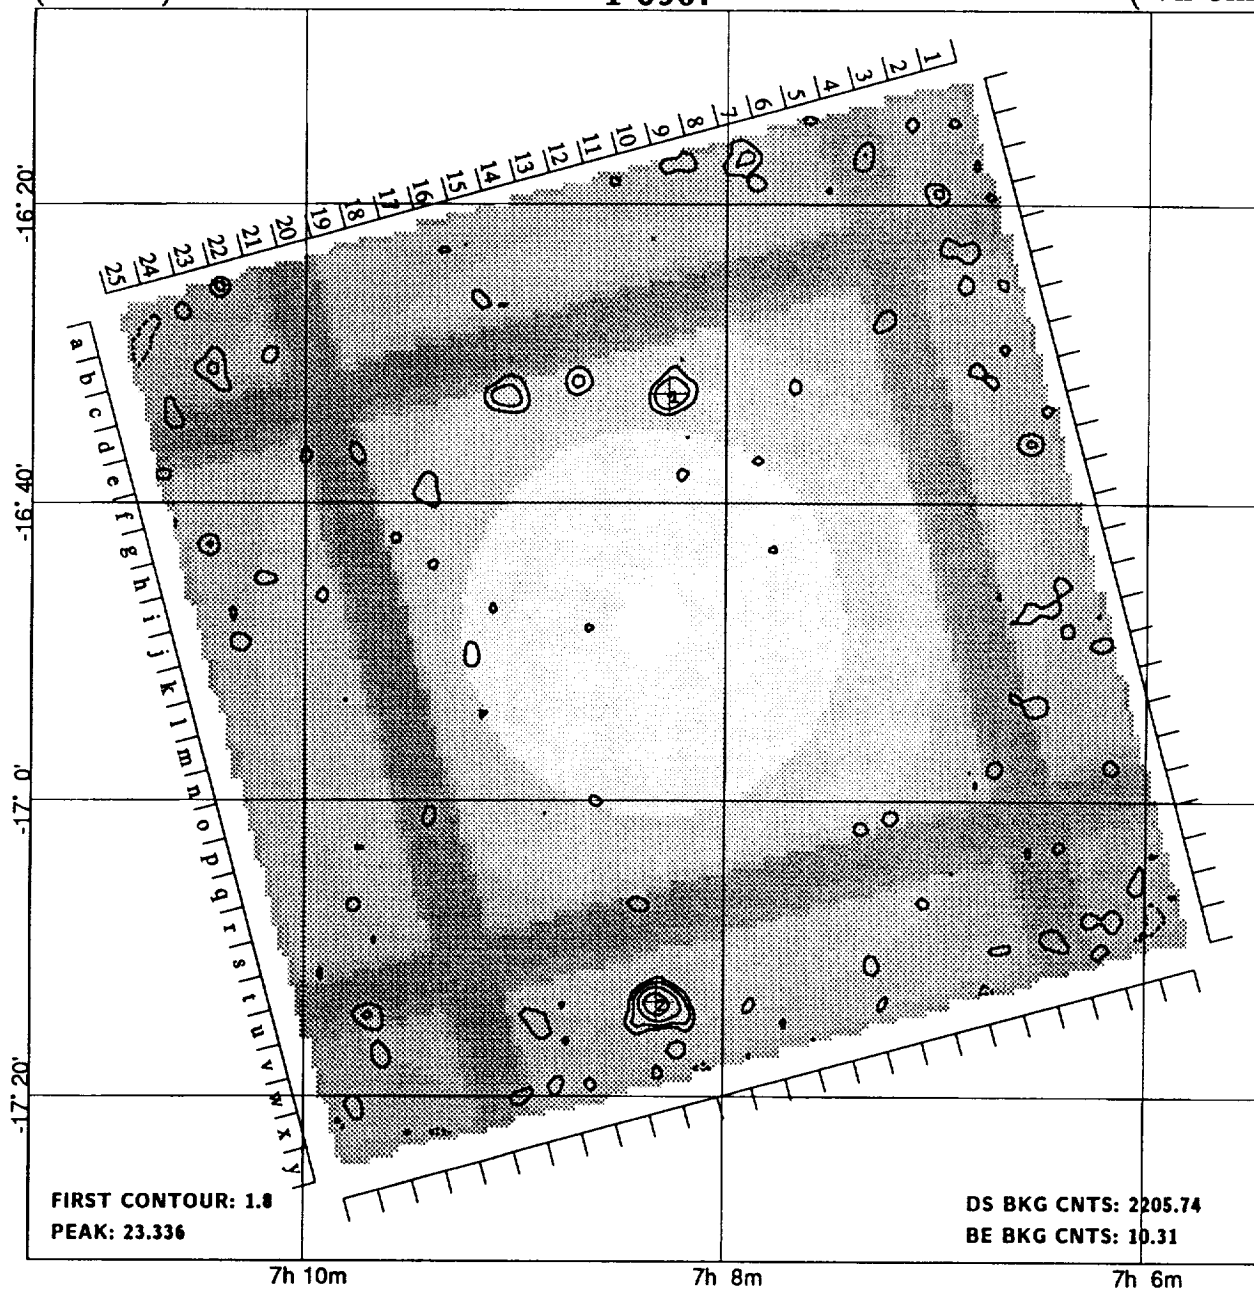 1 2 3 4 5 6 7 8 9 10 11 12 13 14 15 16 17 18 19 20 21 22 23 24 25
-16° 20'
a b c d e f g h i j k l m n o p q r s t u v w x y
1
-16° 40'
-17° 0'
2
-17° 20'
FIRST CONTOUR: 1.8
PEAK: 23.336
DS BKG CNTS: 2205.74
BE BKG CNTS: 10.31
7h 10m 7h 8m 7h 6m